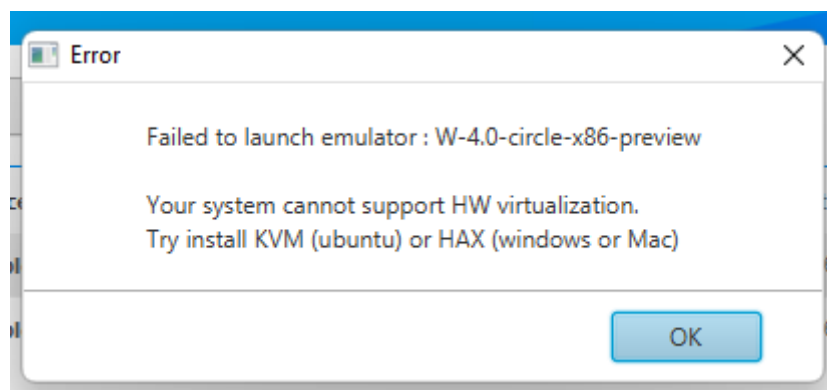 Error
Failed to launch emulator : W-4.0-circle-x86-preview
Your system cannot support HW virtualization.
Try install KVM (ubuntu) or HAX (windows or Mac)
OK